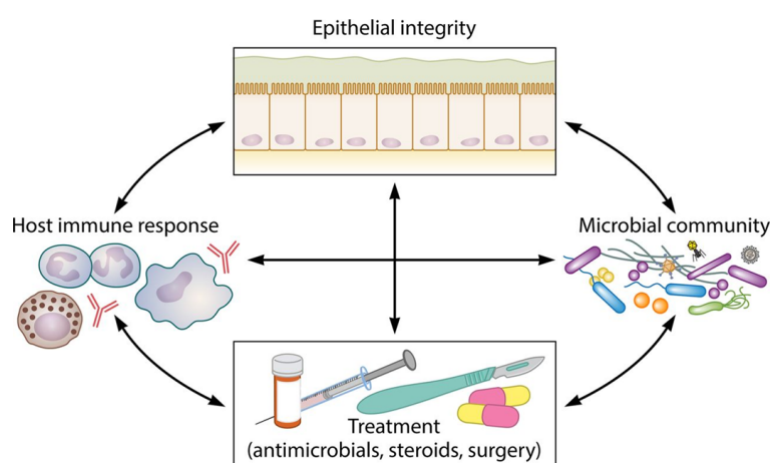 Epithelial integrity
Host immune response
Microbial community
Treatment
(antimicrobials, steroids, surgery)